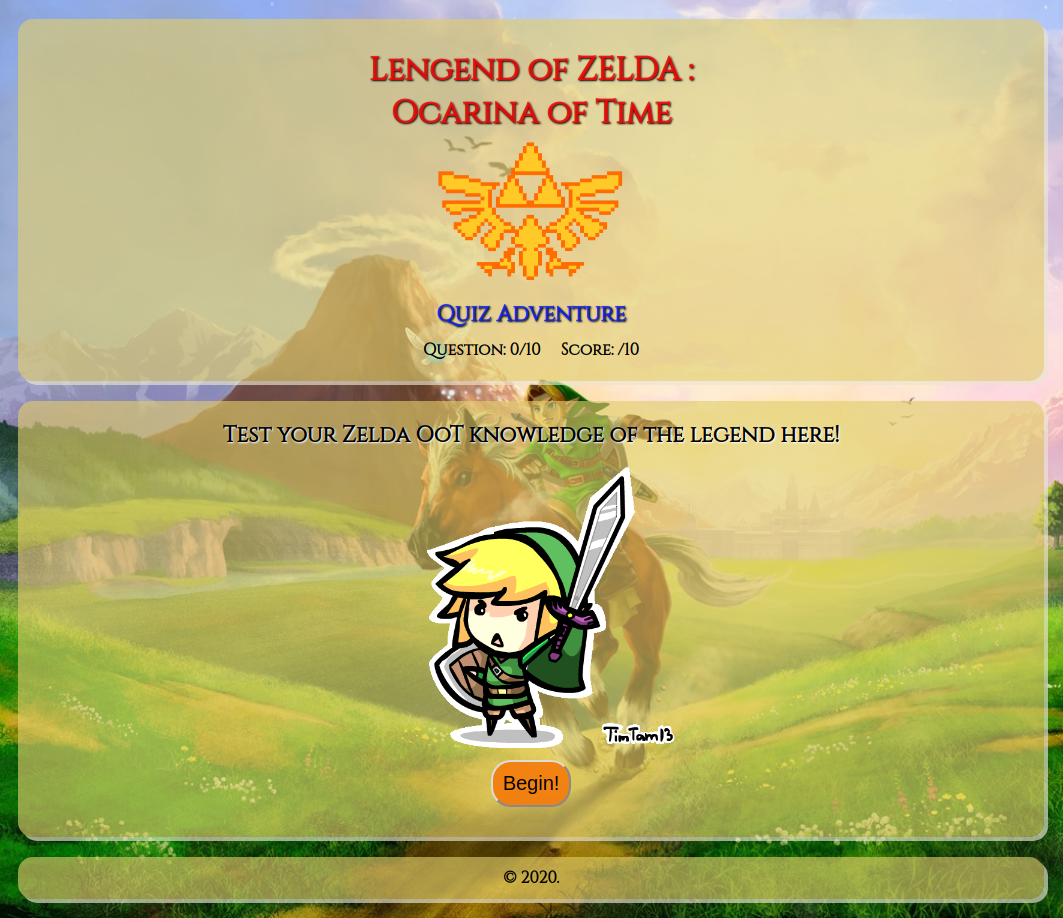 Lengend of ZELDA :
Ocarina of Time
Quiz Adventure
Question: 0/10 Score: /10
Test your Zelda OoT knowledge of the legend here!
TimTam13
Begin!
© 2020.